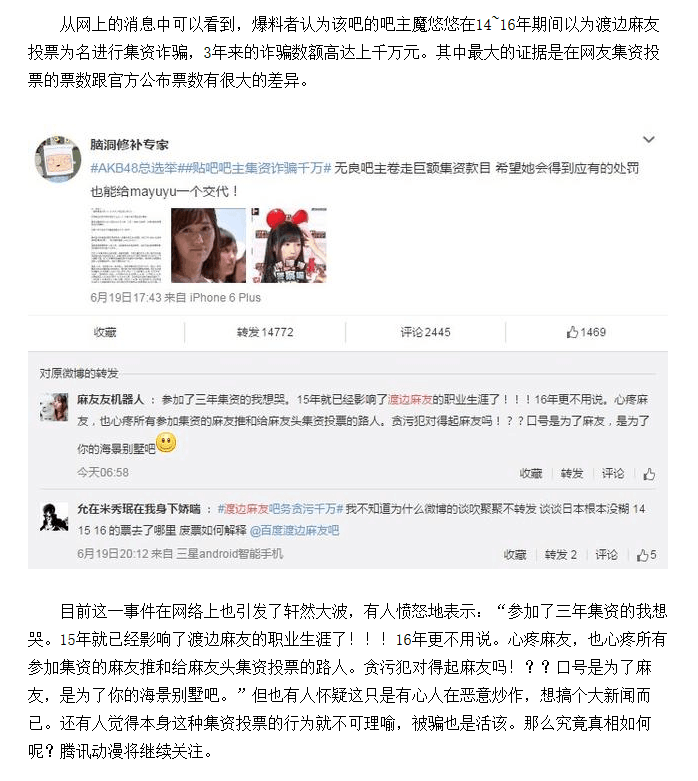 从网上的消息中可以看到，爆料者认为该吧的吧主魔悠悠在14~16年期间以为渡边麻友
投票为名进行集资诈骗，3年来的诈骗数额高达上千万元。其中最大的证据是在网友集资投
票的票数跟官方公布票数有很大的差异。
脑洞修补专家
#AKB48总选举##贴吧吧主集资诈骗千万# 无良吧主卷走巨额集资款目 希望她会得到应有的处罚
也能给mayuyu一个交代！
6月19日17:43 来自 iPhone 6 Plus
收藏 转发14772 评论2445 1469
对原微博的转发
麻友友机器人：参加了三年集资的我想哭。15年就已经影响了渡边麻友的职业生涯了！！！16年更不用说。心疼麻
友，也心疼所有参加集资的麻友推和给麻友头集资投票的路人。贪污犯对得起麻友吗！？？口号是为了麻友，是为了
你的海景别墅吧
今天06:58
收藏 转发 评论
允在米秀珉在我身下娇喘：#渡边麻友吧务贪污千万# 我不知道为什么微博的谈吹聚聚不转发 谈谈日本根本没糊 14
15 16 的票去了哪里 废票如何解释 @百度渡边麻友吧
6月19日20:12 来自 三星android智能手机
收藏 转发 2 评论 5
目前这一事件在网络上也引发了轩然大波，有人愤怒地表示：“参加了三年集资的我想
哭。15年就已经影响了渡边麻友的职业生涯了！！！16年更不用说。心疼麻友，也心疼所有
参加集资的麻友推和给麻友头集资投票的路人。贪污犯对得起麻友吗！？？口号是为了麻
友，是为了你的海景别墅吧。”但也有人怀疑这只是有心人在恶意炒作，想搞个大新闻而
已。还有人觉得本身这种集资投票的行为就不可理喻，被骗也是活该。那么究竟真相如何
呢？腾讯动漫将继续关注。